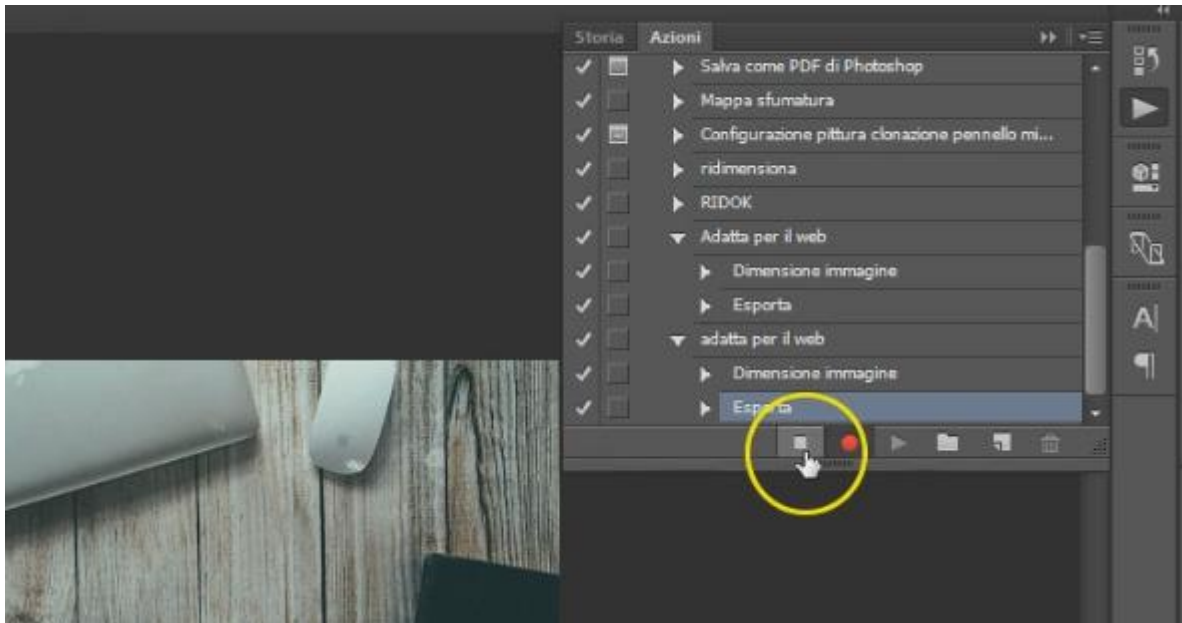 Storia Azioni
Salva come PDF di Photoshop
Mappa sfumatura
Configurazione pittura clonazione pennello mi...
ridimensiona
RIDOK
Adatta per il web
Dimensione immagine
Esporta
adatta per il web
Dimensione immagine
Esporta